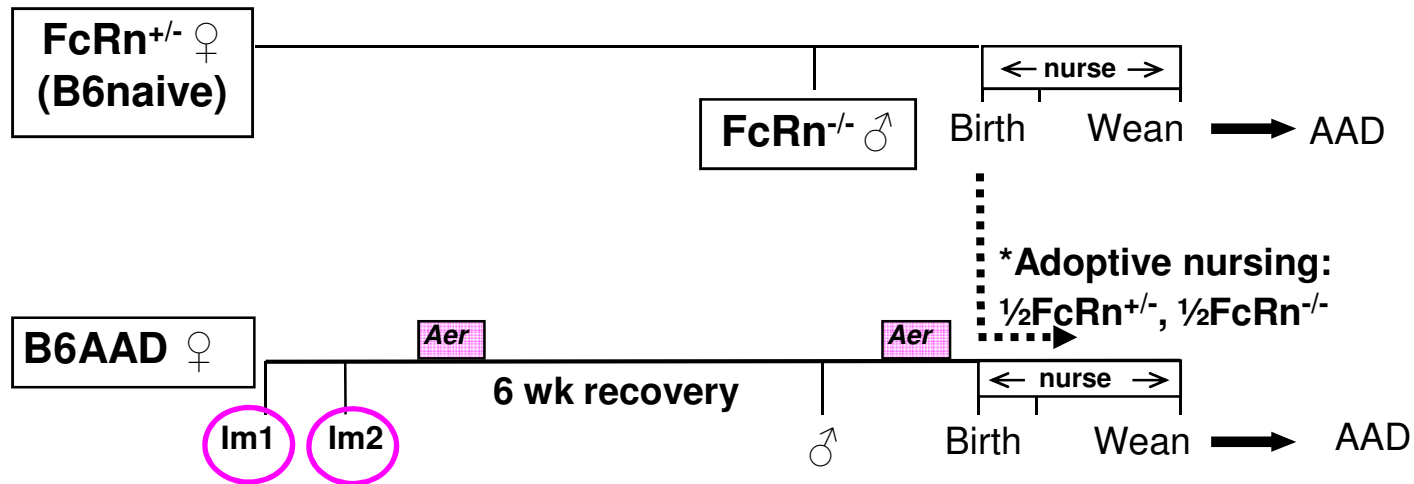 FcRn+/- ♀
(B6naive)
← nurse →
FcRn-/- ♂
Birth
Wean
AAD
*Adoptive nursing:
½FcRn+/-, ½FcRn-/-
B6AAD ♀
Aer
Aer
6 wk recovery
← nurse →
Im1
Im2
♂
Birth
Wean
AAD